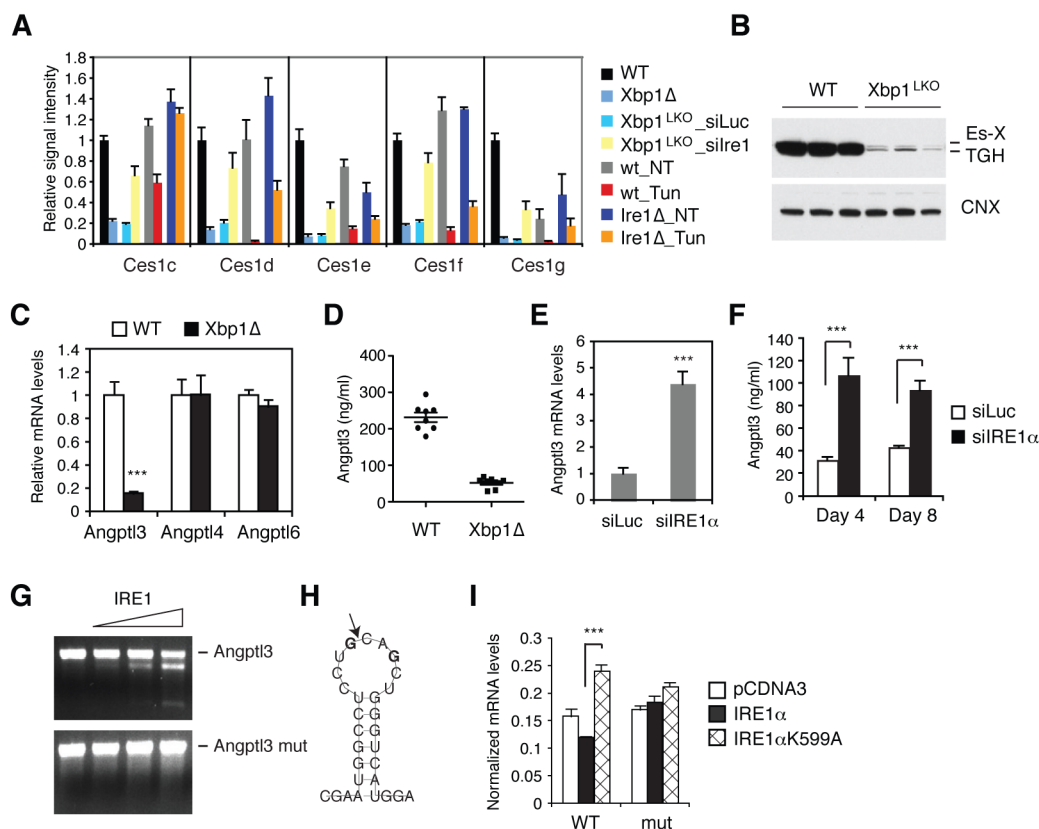 A
Relative signal intensity
1.8
1.6
1.4
1.2
1
0.8
0.6
0.4
0.2
0
Ces1c Ces1d Ces1e Ces1f Ces1g
WT
Xbp1Δ
Xbp1LKO_siLuc
Xbp1LKO_siIre1
wt_NT
wt_Tun
Ire1Δ_NT
Ire1Δ_Tun
B
WT Xbp1LKO
Es-X
TGH
CNX
C
WT Xbp1Δ
Relative mRNA levels
1.4
1.2
1
0.8
0.6
0.4
0.2
0
***
Angptl3 Angptl4 Angptl6
D
Angptl3 (ng/ml)
400
300
200
100
0
WT Xbp1Δ
E
Angptl3 mRNA levels
6
5
4
3
2
1
0
***
siLuc siIRE1α
F
Angptl3 (ng/ml)
140
120
100
80
60
40
20
0
*** ***
Day 4 Day 8
siLuc
siIRE1α
G
IRE1
Angptl3
Angptl3 mut
H
G C A G C U
U C C
U C C G G U U A
G G G U C A U
CGAA UGGA
I
Normalized mRNA levels
0.3
0.25
0.2
0.15
0.1
0.05
0
***
WT mut
pCDNA3
IRE1α
IRE1αK599A